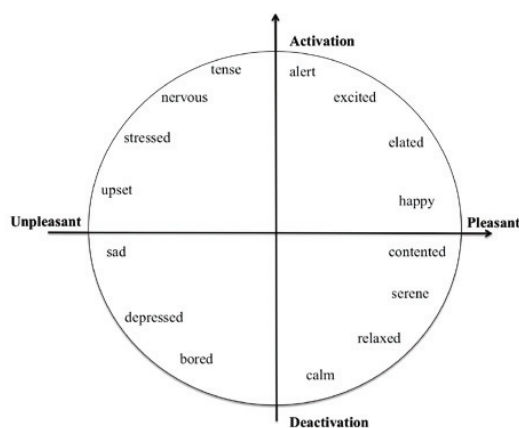 Activation
tense
alert
nervous
excited
stressed
elated
upset
happy
Unpleasant
Pleasant
sad
contented
serene
depressed
relaxed
bored
calm
Deactivation